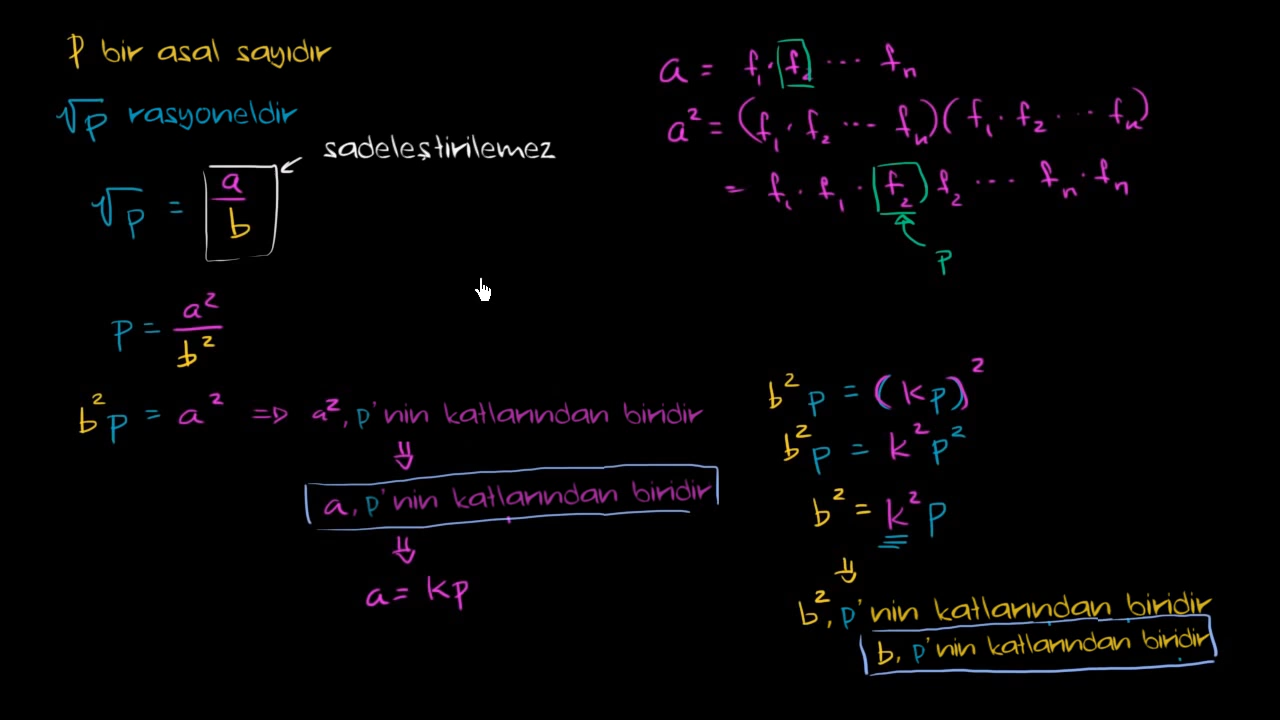 p bir asal sayıdır
√p rasyoneldir
sadeleştirilemez
√p = a/b
p = a²/b²
b²p = a² ⇒ a², p'nin katlarından biridir
⇓
a, p'nin katlarından biridir
⇓
a = kp
a = f₁ · f₂ ··· fₙ
a² = (f₁ · f₂ ··· fₙ)(f₁ · f₂ ··· fₙ)
= f₁ · f₁ · f₂ · f₂ ··· fₙ · fₙ
p
b²p = (kp)²
b²p = k²p²
b² = k²p
⇓
b², p'nin katlarından biridir
b, p'nin katlarından biridir